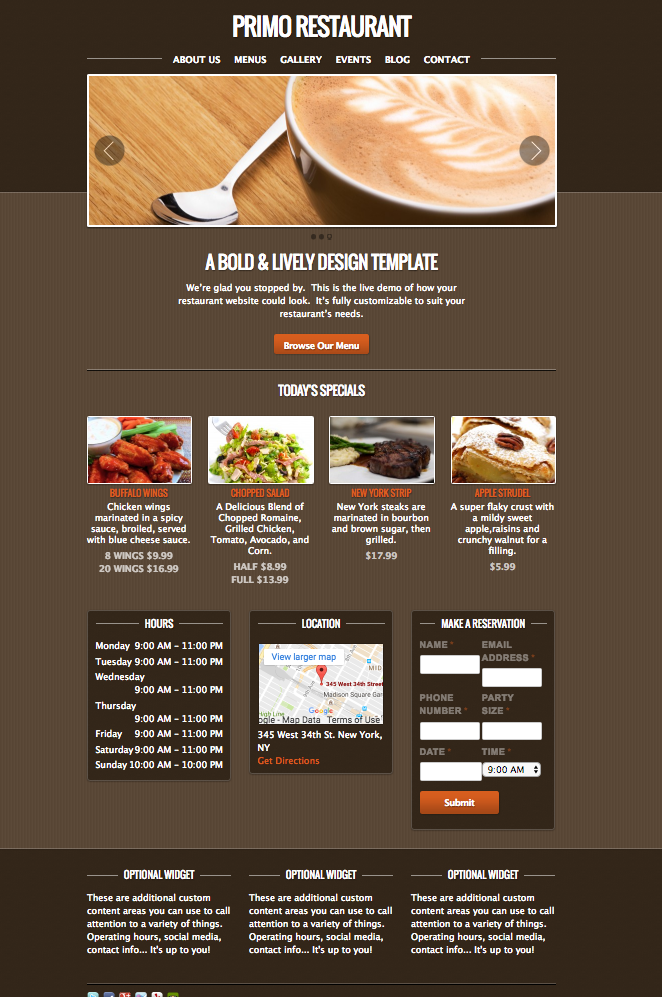 PRIMO RESTAURANT
ABOUT US MENUS GALLERY EVENTS BLOG CONTACT
A BOLD & LIVELY DESIGN TEMPLATE
We're glad you stopped by. This is the live demo of how your
restaurant website could look. It's fully customizable to suit your
restaurant's needs.
Browse Our Menu
TODAY'S SPECIALS
BUFFALO WINGS
Chicken wings
marinated in a spicy
sauce, broiled, served
with blue cheese sauce.
8 WINGS $9.99
20 WINGS $16.99
CHOPPED SALAD
A Delicious Blend of
Chopped Romaine,
Grilled Chicken,
Tomato, Avocado, and
Corn.
HALF $8.99
FULL $13.99
NEW YORK STRIP
New York steaks are
marinated in bourbon
and brown sugar, then
grilled.
$17.99
APPLE STRUDEL
A super flaky crust with
a mildy sweet
apple,raisins and
crunchy walnut for a
filling.
$5.99
HOURS
Monday 9:00 AM - 11:00 PM
Tuesday 9:00 AM - 11:00 PM
Wednesday
9:00 AM - 11:00 PM
Thursday
9:00 AM - 11:00 PM
Friday 9:00 AM - 11:00 PM
Saturday 9:00 AM - 11:00 PM
Sunday 10:00 AM - 10:00 PM
LOCATION
View larger map
MID
345 West 34th Street
Madison Square Gar
High Line
Google
ogle - Map Data Terms of Use
345 West 34th St. New York,
NY
Get Directions
MAKE A RESERVATION
NAME * EMAIL
ADDRESS *
PHONE PARTY
NUMBER * SIZE *
DATE * TIME *
9:00 AM
Submit
OPTIONAL WIDGET
These are additional custom
content areas you can use to call
attention to a variety of things.
Operating hours, social media,
contact info... It's up to you!
OPTIONAL WIDGET
These are additional custom
content areas you can use to call
attention to a variety of things.
Operating hours, social media,
contact info... It's up to you!
OPTIONAL WIDGET
These are additional custom
content areas you can use to call
attention to a variety of things.
Operating hours, social media,
contact info... It's up to you!